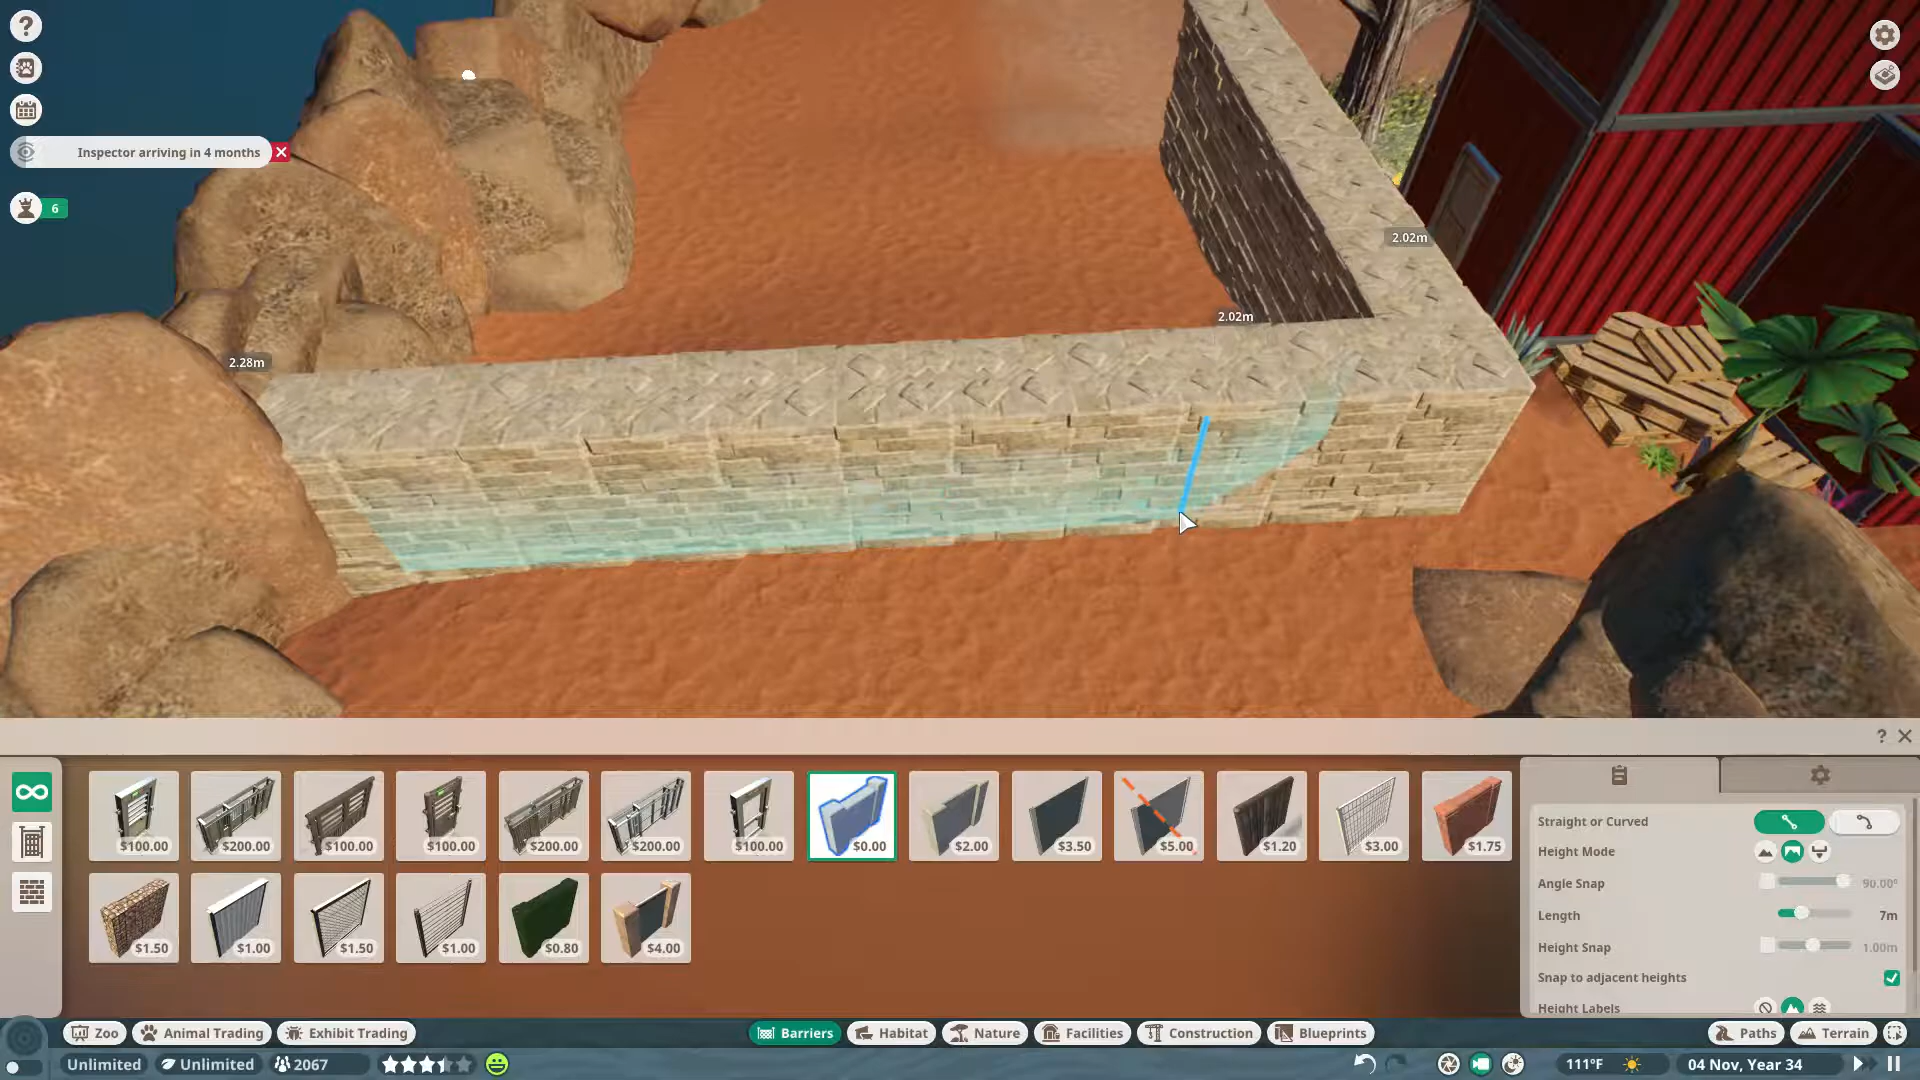 ?
Inspector arriving in 4 months
6
2.02m
2.02m
2.28m
?
$100.00 $200.00 $100.00 $100.00 $200.00 $200.00 $100.00 $0.00 $2.00 $3.50 $5.00 $1.20 $3.00 $1.75
$1.50 $1.00 $1.50 $1.00 $0.80 $4.00
Straight or Curved
Height Mode
Angle Snap 90.00°
Length 7m
Height Snap 1.00m
Snap to adjacent heights
Height Labels
Zoo Animal Trading Exhibit Trading Barriers Habitat Nature Facilities Construction Blueprints Paths Terrain
Unlimited Unlimited 2067 111°F 04 Nov, Year 34